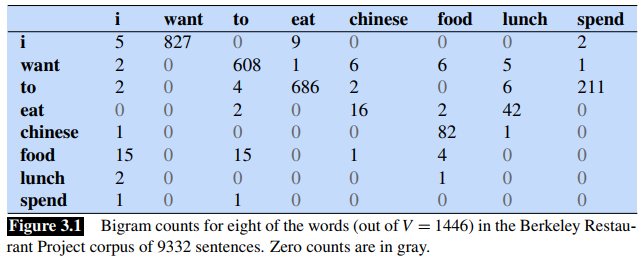 i want to eat chinese food lunch spend
i 5 827 0 9 0 0 0 2
want 2 0 608 1 6 6 5 1
to 2 0 4 686 2 0 6 211
eat 0 0 2 0 16 2 42 0
chinese 1 0 0 0 0 82 1 0
food 15 0 15 0 1 4 0 0
lunch 2 0 0 0 0 1 0 0
spend 1 0 1 0 0 0 0 0
Figure 3.1 Bigram counts for eight of the words (out of V = 1446) in the Berkeley Restau-
rant Project corpus of 9332 sentences. Zero counts are in gray.